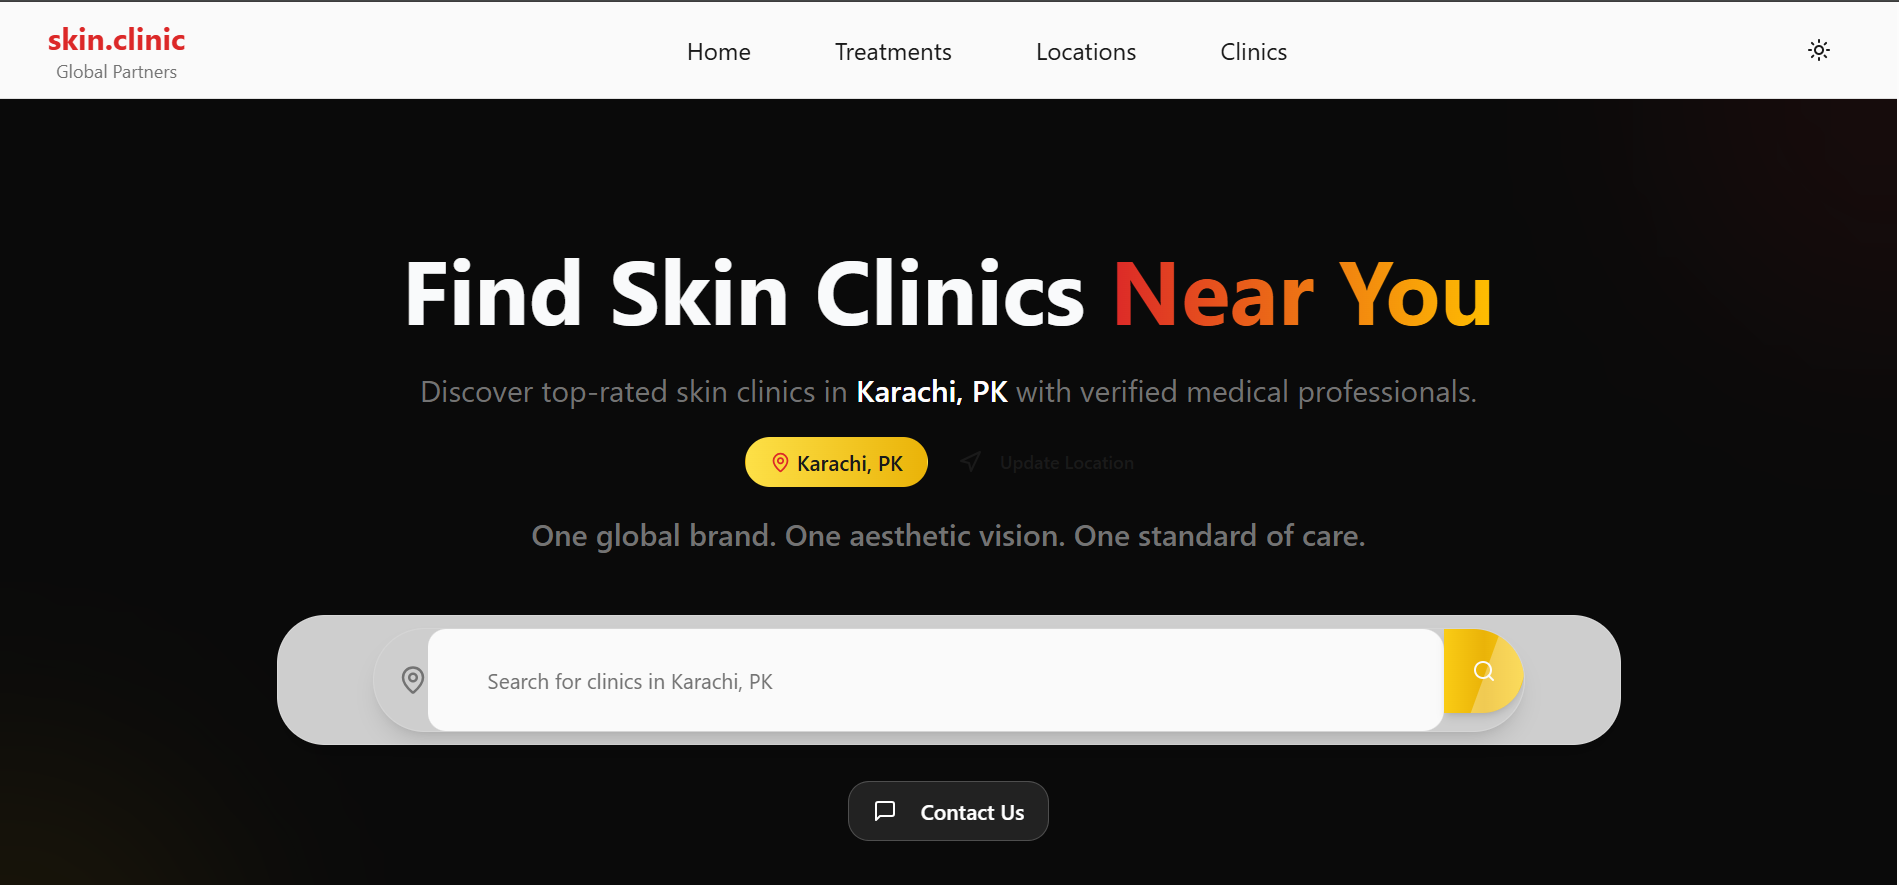 skin.clinic
Global Partners
Home Treatments Locations Clinics
Find Skin Clinics Near You
Discover top-rated skin clinics in Karachi, PK with verified medical professionals.
Karachi, PK Update Location
One global brand. One aesthetic vision. One standard of care.
Search for clinics in Karachi, PK
Contact Us